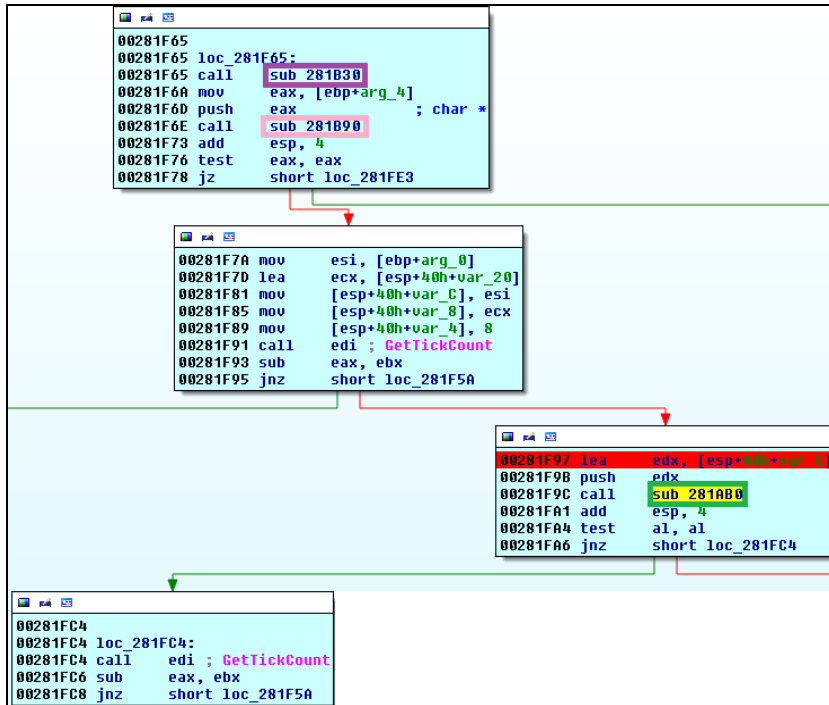 00281F65
00281F65 loc_281F65:
00281F65 call sub_281B30
00281F6A mov eax, [ebp+arg_4]
00281F6D push eax ; char *
00281F6E call sub_281B90
00281F73 add esp, 4
00281F76 test eax, eax
00281F78 jz short loc_281FE3
00281F7A mov esi, [ebp+arg_0]
00281F7D lea ecx, [esp+40h+var_20]
00281F81 mov [esp+40h+var_C], esi
00281F85 mov [esp+40h+var_8], ecx
00281F89 mov [esp+40h+var_4], 8
00281F91 call edi ; GetTickCount
00281F93 sub eax, ebx
00281F95 jnz short loc_281F5A
00281F97 lea edx, [esp+40h+var_C]
00281F9B push edx
00281F9C call sub_281AB0
00281FA1 add esp, 4
00281FA4 test al, al
00281FA6 jnz short loc_281FC4
00281FC4
00281FC4 loc_281FC4:
00281FC4 call edi ; GetTickCount
00281FC6 sub eax, ebx
00281FC8 jnz short loc_281F5A